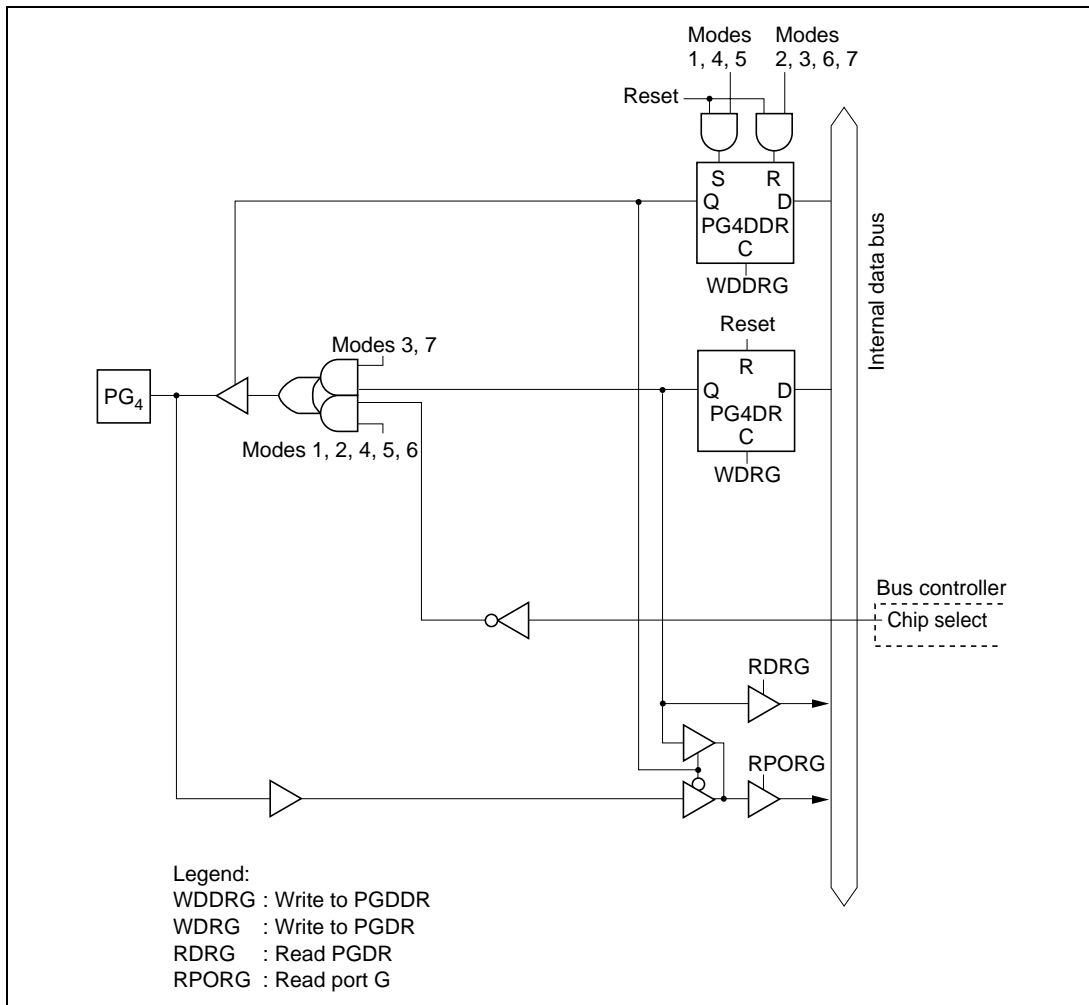 Modes
1, 4, 5
Modes
2, 3, 6, 7
Reset
S R
Q D
PG4DDR
C
WDDRG
Internal data bus
Reset
Modes 3, 7
R
Q D
PG4DR
C
WDRG
PG₄
Modes 1, 2, 4, 5, 6
Bus controller
Chip select
RDRG
RPORG
Legend:
WDDRG : Write to PGDDR
WDRG : Write to PGDR
RDRG : Read PGDR
RPORG : Read port G